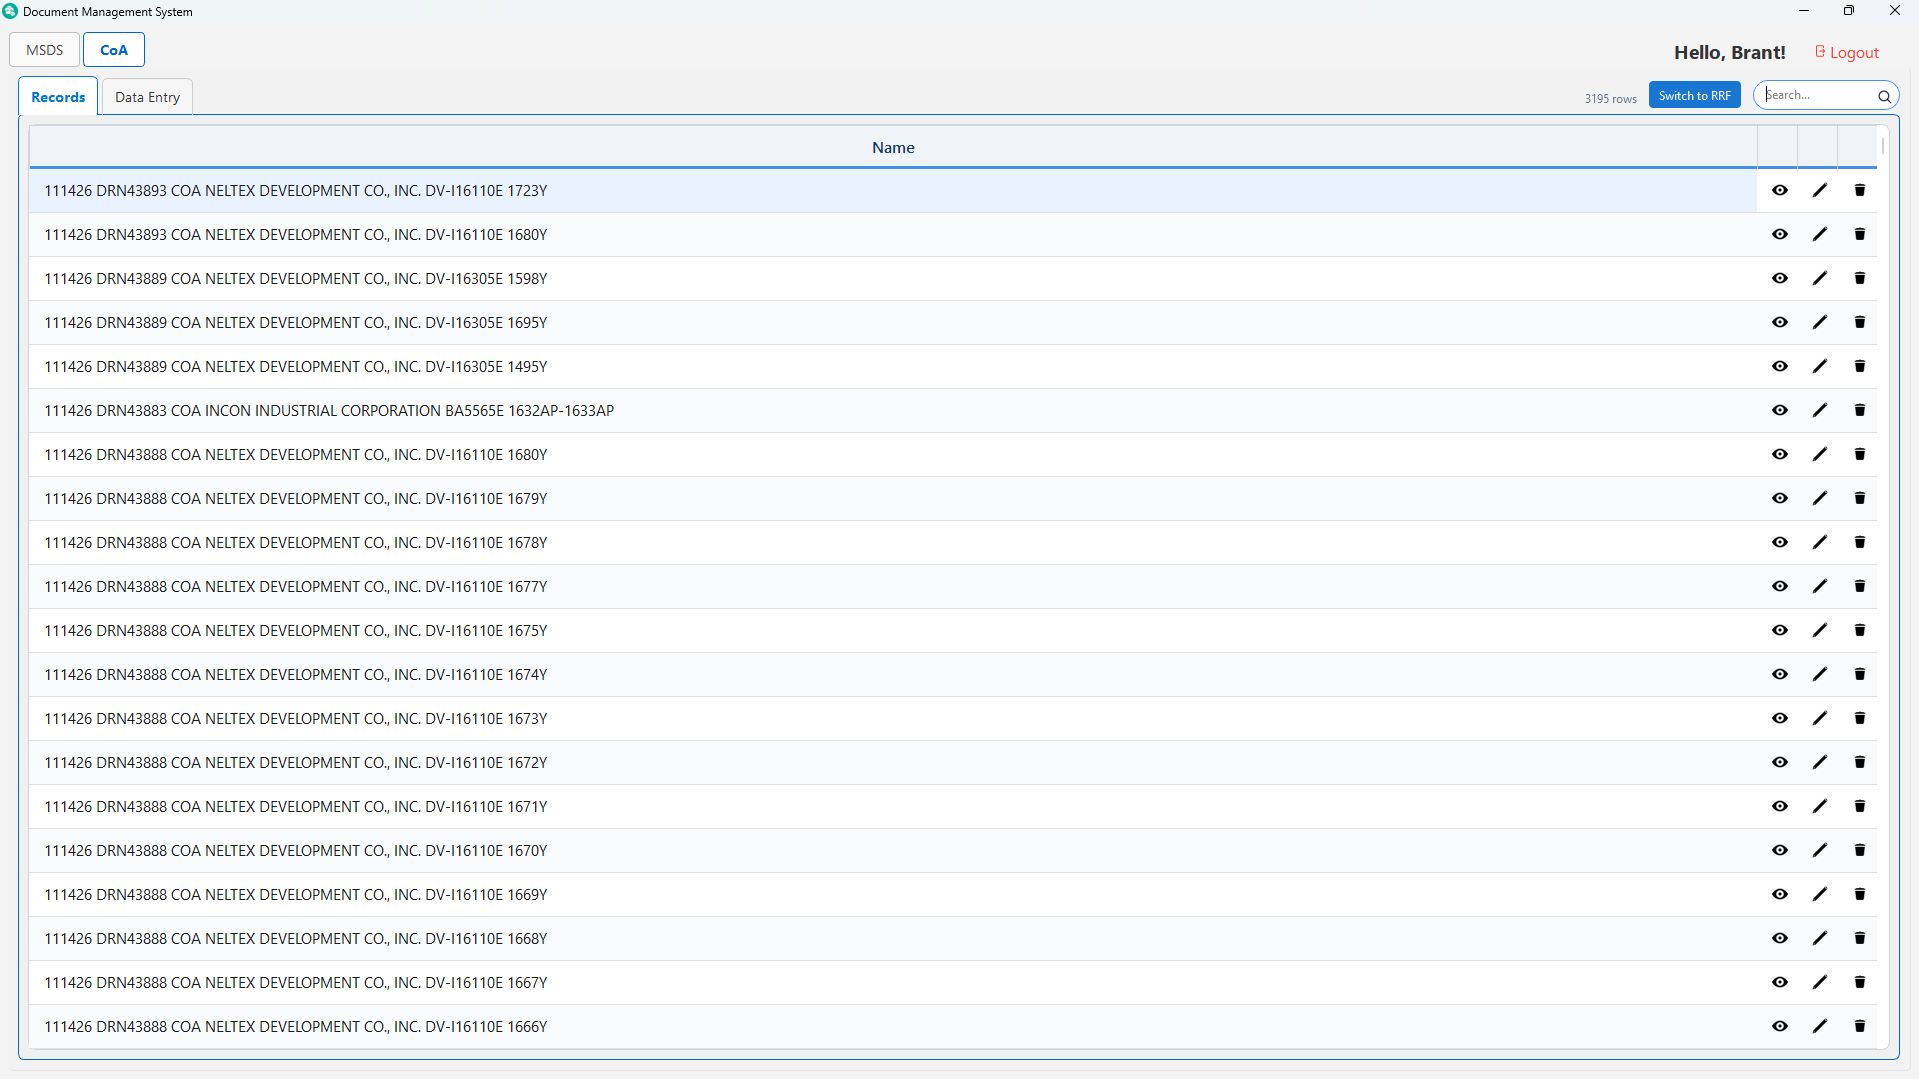 Document Management System
MSDS
CoA
Hello, Brant!
Logout
Records
Data Entry
3195 rows
Switch to RRF
Search...
Name
111426 DRN43893 COA NELTEX DEVELOPMENT CO., INC. DV-I16110E 1723Y
111426 DRN43893 COA NELTEX DEVELOPMENT CO., INC. DV-I16110E 1680Y
111426 DRN43889 COA NELTEX DEVELOPMENT CO., INC. DV-I16305E 1598Y
111426 DRN43889 COA NELTEX DEVELOPMENT CO., INC. DV-I16305E 1695Y
111426 DRN43889 COA NELTEX DEVELOPMENT CO., INC. DV-I16305E 1495Y
111426 DRN43883 COA INCON INDUSTRIAL CORPORATION BA5565E 1632AP-1633AP
111426 DRN43888 COA NELTEX DEVELOPMENT CO., INC. DV-I16110E 1680Y
111426 DRN43888 COA NELTEX DEVELOPMENT CO., INC. DV-I16110E 1679Y
111426 DRN43888 COA NELTEX DEVELOPMENT CO., INC. DV-I16110E 1678Y
111426 DRN43888 COA NELTEX DEVELOPMENT CO., INC. DV-I16110E 1677Y
111426 DRN43888 COA NELTEX DEVELOPMENT CO., INC. DV-I16110E 1675Y
111426 DRN43888 COA NELTEX DEVELOPMENT CO., INC. DV-I16110E 1674Y
111426 DRN43888 COA NELTEX DEVELOPMENT CO., INC. DV-I16110E 1673Y
111426 DRN43888 COA NELTEX DEVELOPMENT CO., INC. DV-I16110E 1672Y
111426 DRN43888 COA NELTEX DEVELOPMENT CO., INC. DV-I16110E 1671Y
111426 DRN43888 COA NELTEX DEVELOPMENT CO., INC. DV-I16110E 1670Y
111426 DRN43888 COA NELTEX DEVELOPMENT CO., INC. DV-I16110E 1669Y
111426 DRN43888 COA NELTEX DEVELOPMENT CO., INC. DV-I16110E 1668Y
111426 DRN43888 COA NELTEX DEVELOPMENT CO., INC. DV-I16110E 1667Y
111426 DRN43888 COA NELTEX DEVELOPMENT CO., INC. DV-I16110E 1666Y